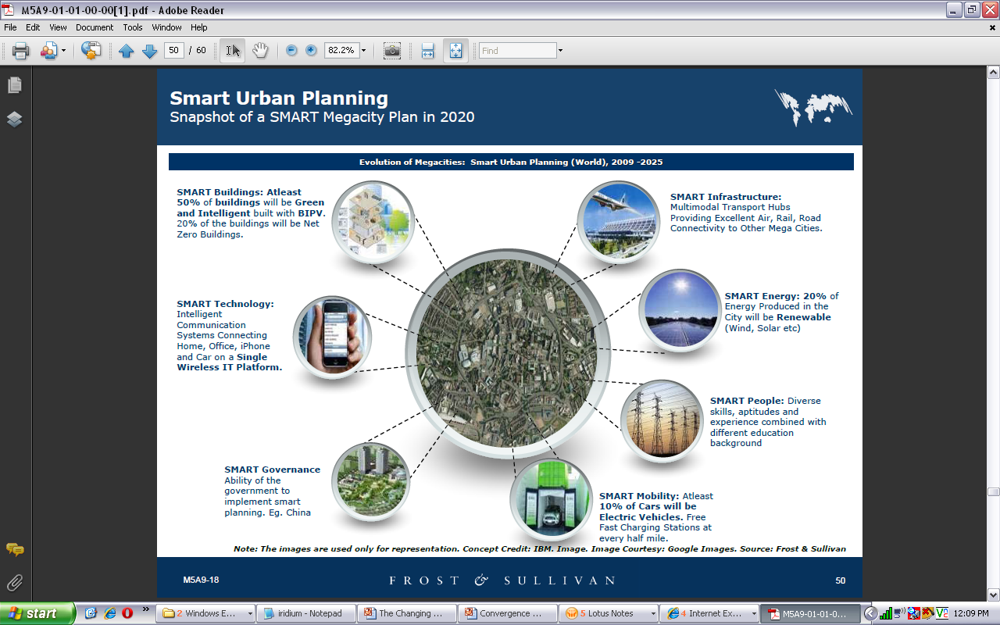 M5A9-01-01-00-00[1].pdf - Adobe Reader
File Edit View Document Tools Window Help
50 / 60 82.2% Find
Smart Urban Planning
Snapshot of a SMART Megacity Plan in 2020
Evolution of Megacities: Smart Urban Planning (World), 2009 -2025
SMART Buildings: Atleast
50% of buildings will be Green
and Intelligent built with BIPV.
20% of the buildings will be Net
Zero Buildings.
SMART Infrastructure:
Multimodal Transport Hubs
Providing Excellent Air, Rail, Road
Connectivity to Other Mega Cities.
SMART Technology:
Intelligent
Communication
Systems Connecting
Home, Office, iPhone
and Car on a Single
Wireless IT Platform.
SMART Energy: 20% of
Energy Produced in the
City will be Renewable
(Wind, Solar etc)
SMART People: Diverse
skills, aptitudes and
experience combined with
different education
background
SMART Governance
Ability of the
government to
implement smart
planning. Eg. China
SMART Mobility: Atleast
10% of Cars will be
Electric Vehicles. Free
Fast Charging Stations at
every half mile.
Note: The images are used only for representation. Concept Credit: IBM. Image. Image Courtesy: Google Images. Source: Frost & Sullivan
M5A9-18 FROST & SULLIVAN 50
start » 2 Windows E... iridium - Notepad The Changing ... Convergence ... 5 Lotus Notes 4 Internet Ex... M5A9-01-01-0... 12:09 PM